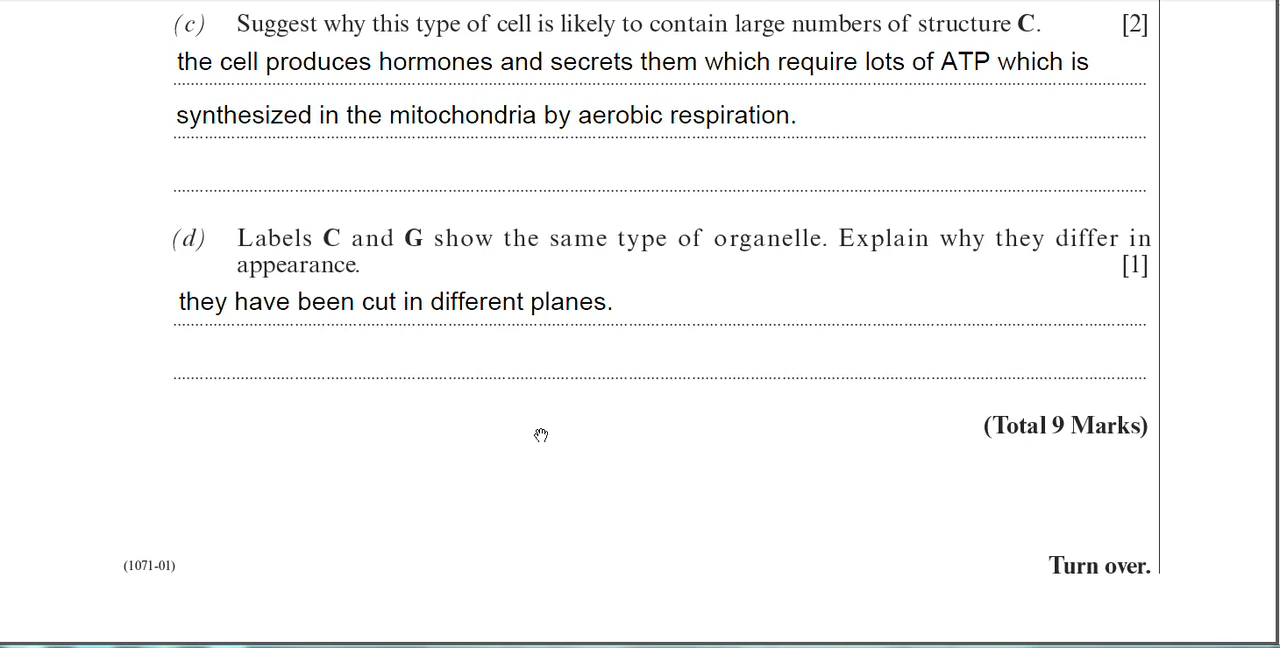 (c) Suggest why this type of cell is likely to contain large numbers of structure C. [2]
the cell produces hormones and secrets them which require lots of ATP which is
synthesized in the mitochondria by aerobic respiration.
(d) Labels C and G show the same type of organelle. Explain why they differ in
appearance. [1]
they have been cut in different planes.
(Total 9 Marks)
(1071-01) Turn over.